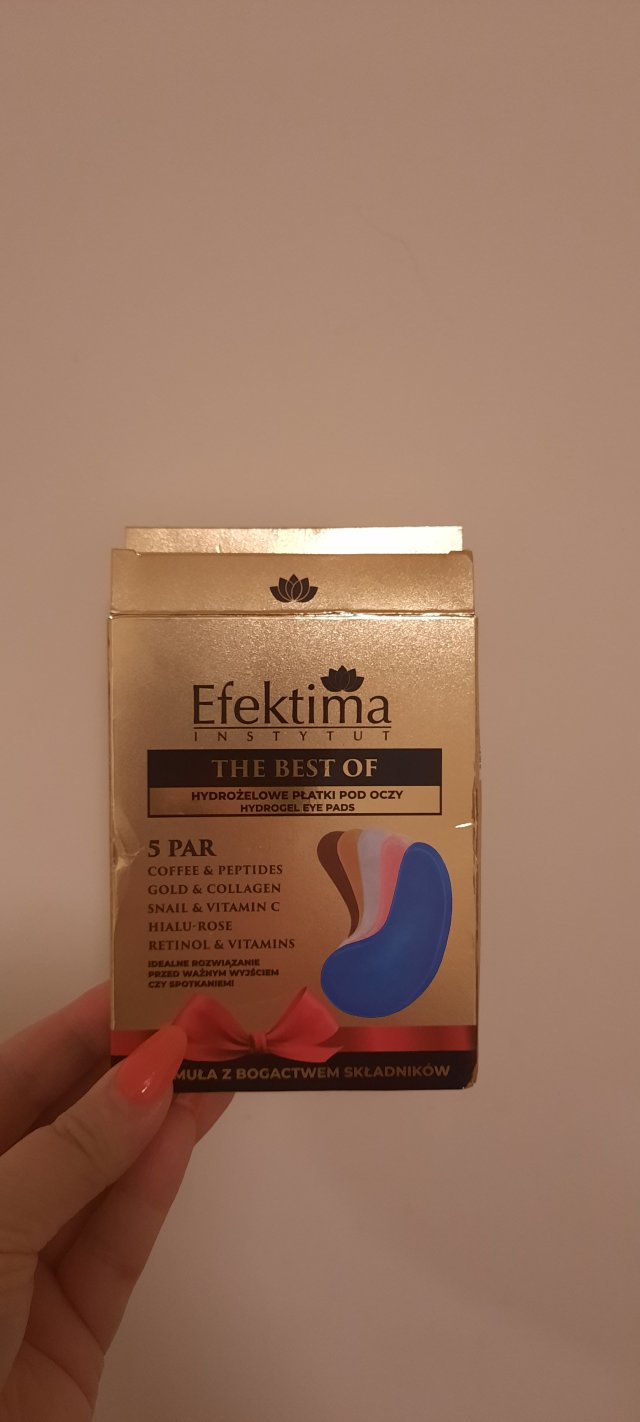 Efektima
INSTYTUT
THE BEST OF
HYDROŻELOWE PŁATKI POD OCZY
HYDROGEL EYE PADS
5 PAR
COFFEE & PEPTIDES
GOLD & COLLAGEN
SNAIL & VITAMIN C
HIALU-ROSE
RETINOL & VITAMINS
IDEALNE ROZWIĄZANIE
PRZED WAŻNYM WYJŚCIEM
CZY SPOTKANIEM!
MUŁA Z BOGACTWEM SKŁADNIKÓW